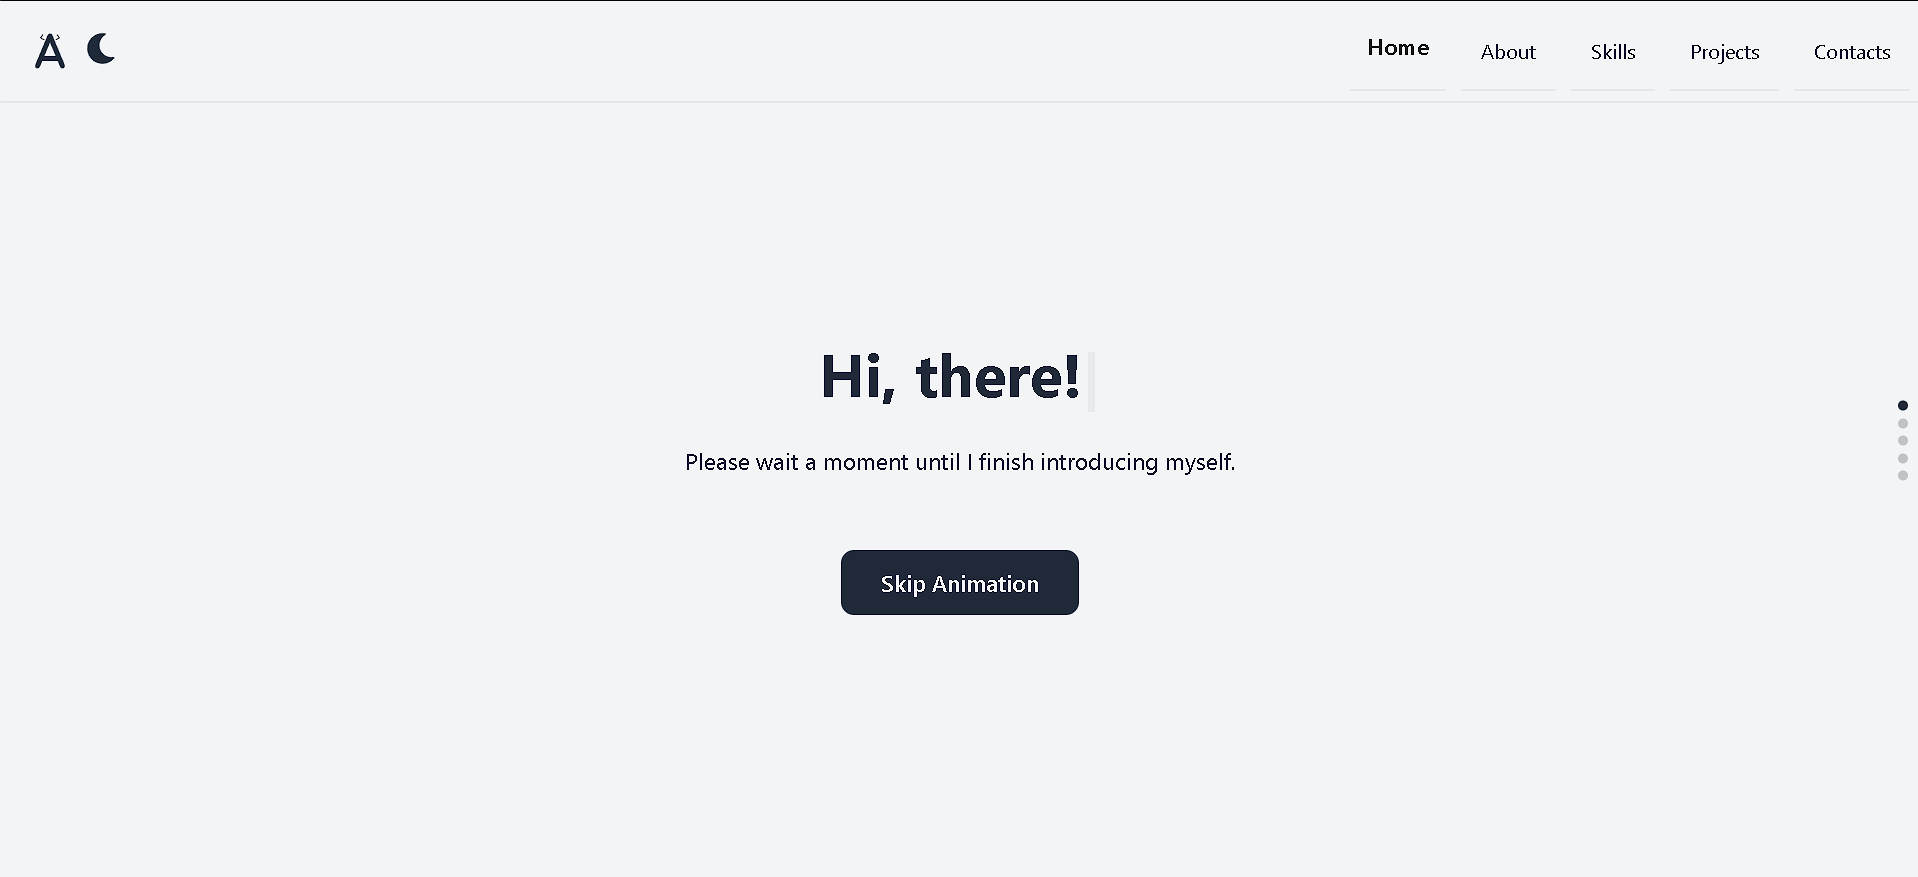 A
Home
About
Skills
Projects
Contacts
Hi, there!
Please wait a moment until I finish introducing myself.
Skip Animation